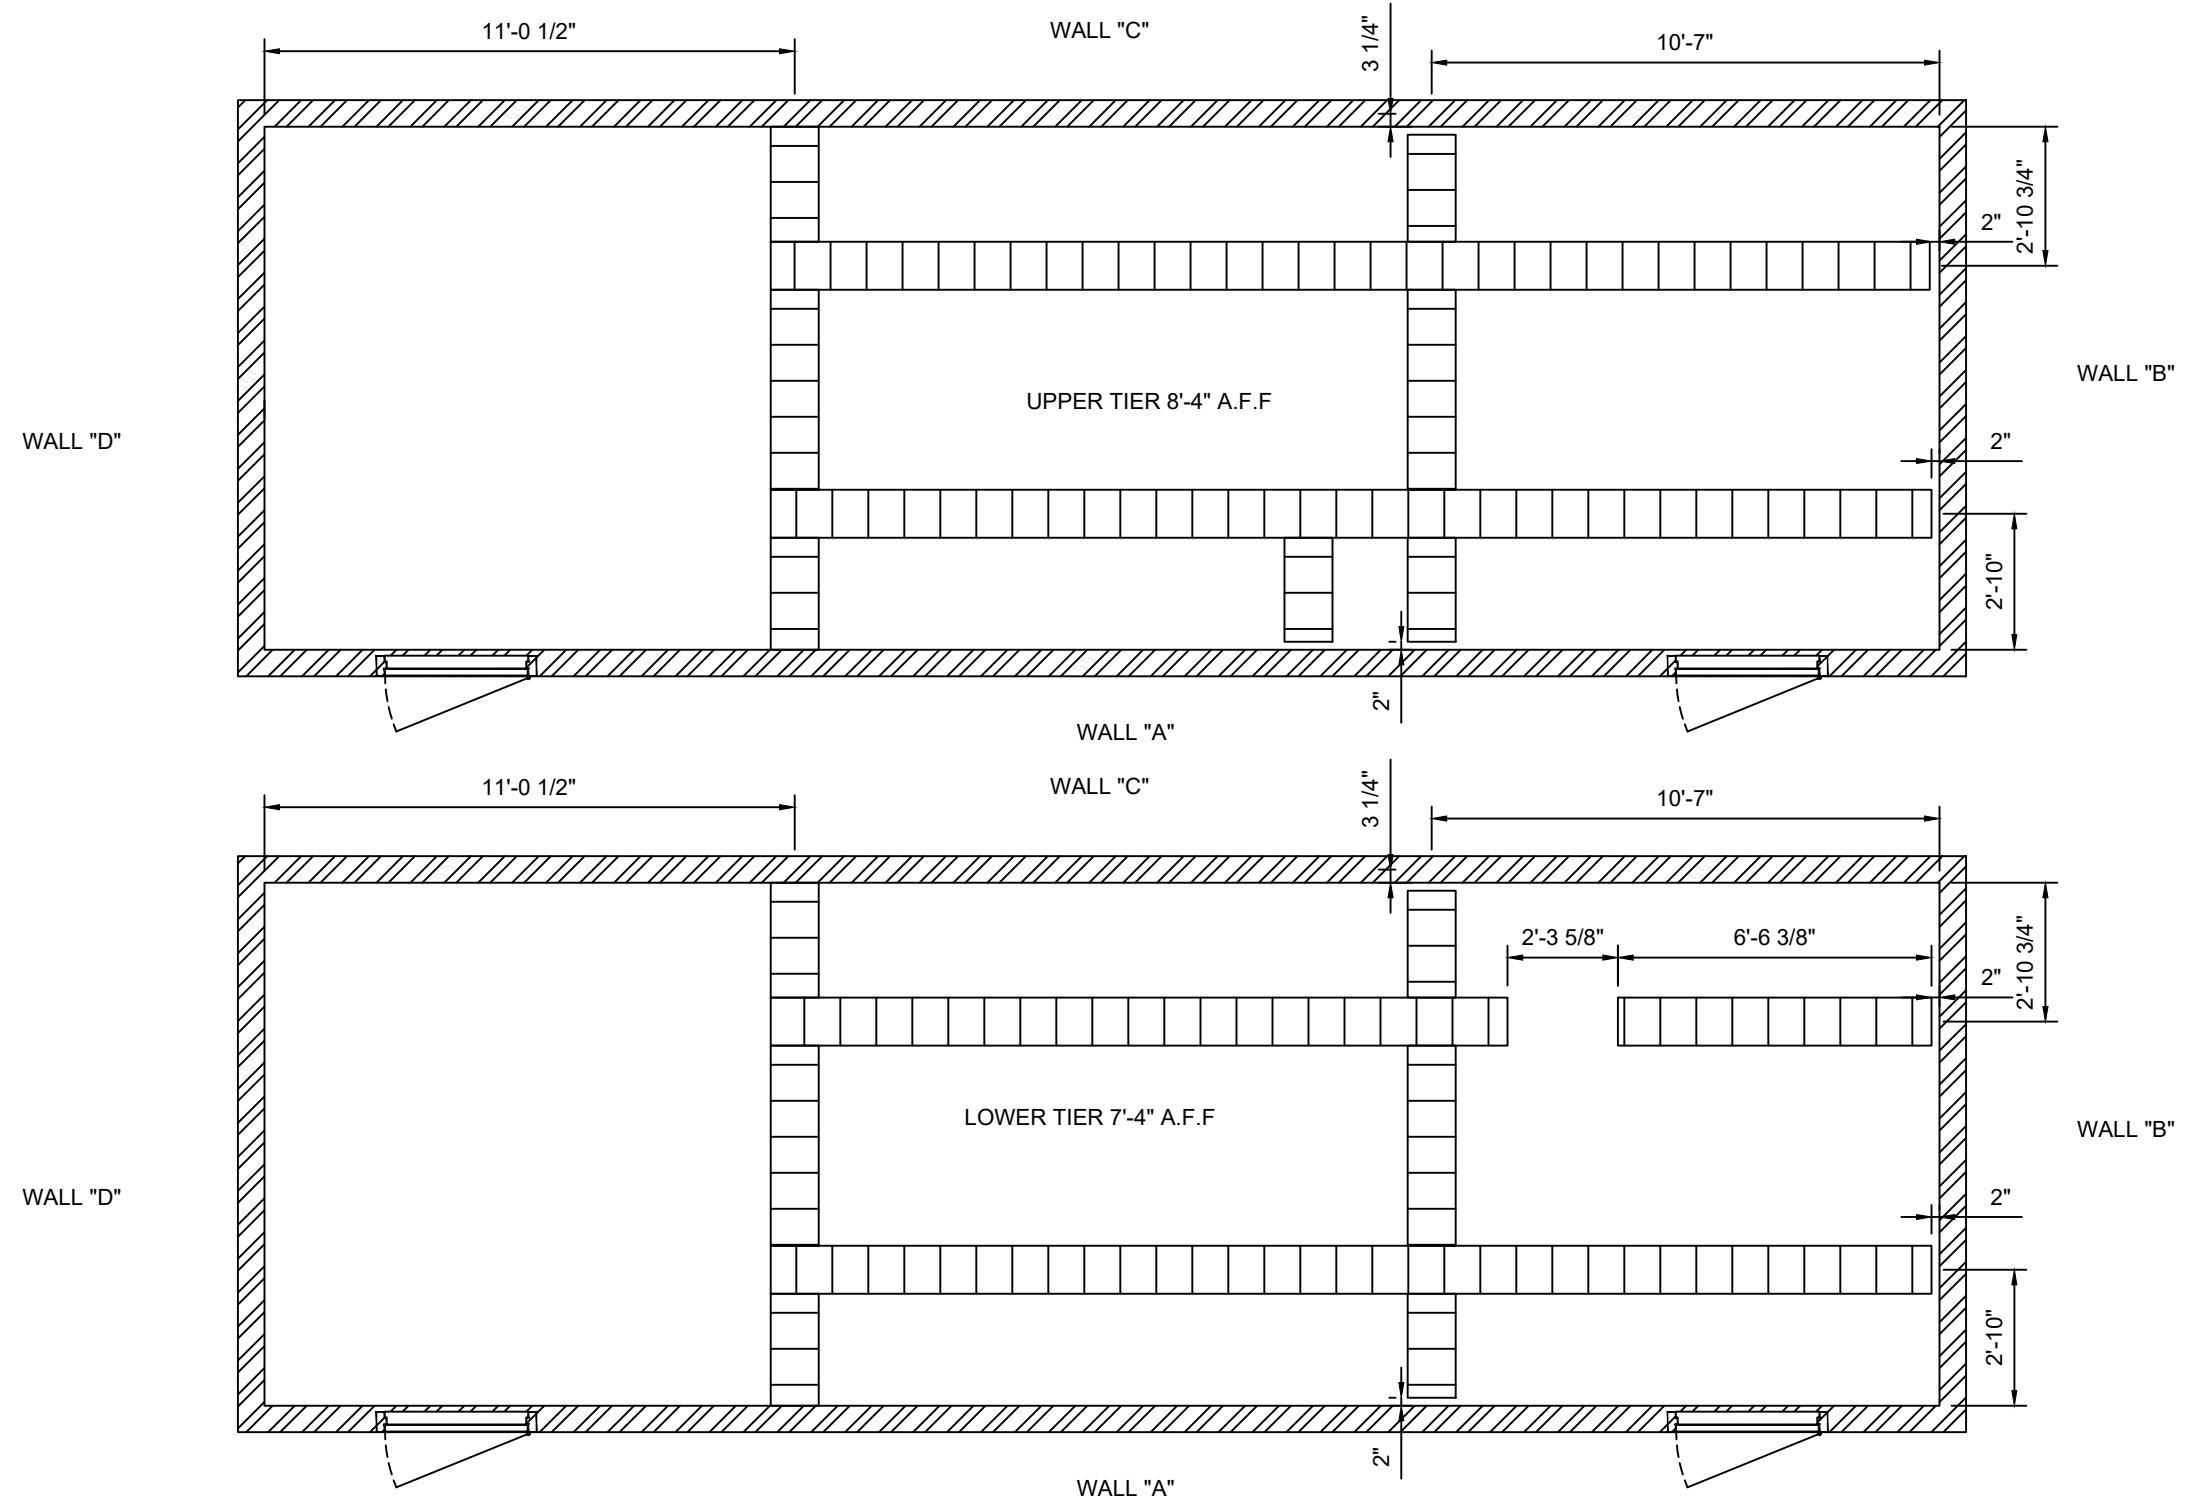 11'-0 1/2"
WALL "C"
3 1/4"
10'-7"
2'-10 3/4"
2"
WALL "B"
UPPER TIER 8'-4" A.F.F
WALL "D"
2"
2'-10"
2"
WALL "A"
11'-0 1/2"
WALL "C"
3 1/4"
10'-7"
2'-3 5/8"
6'-6 3/8"
2'-10 3/4"
2"
LOWER TIER 7'-4" A.F.F
WALL "B"
WALL "D"
2"
2'-10"
2"
WALL "A"